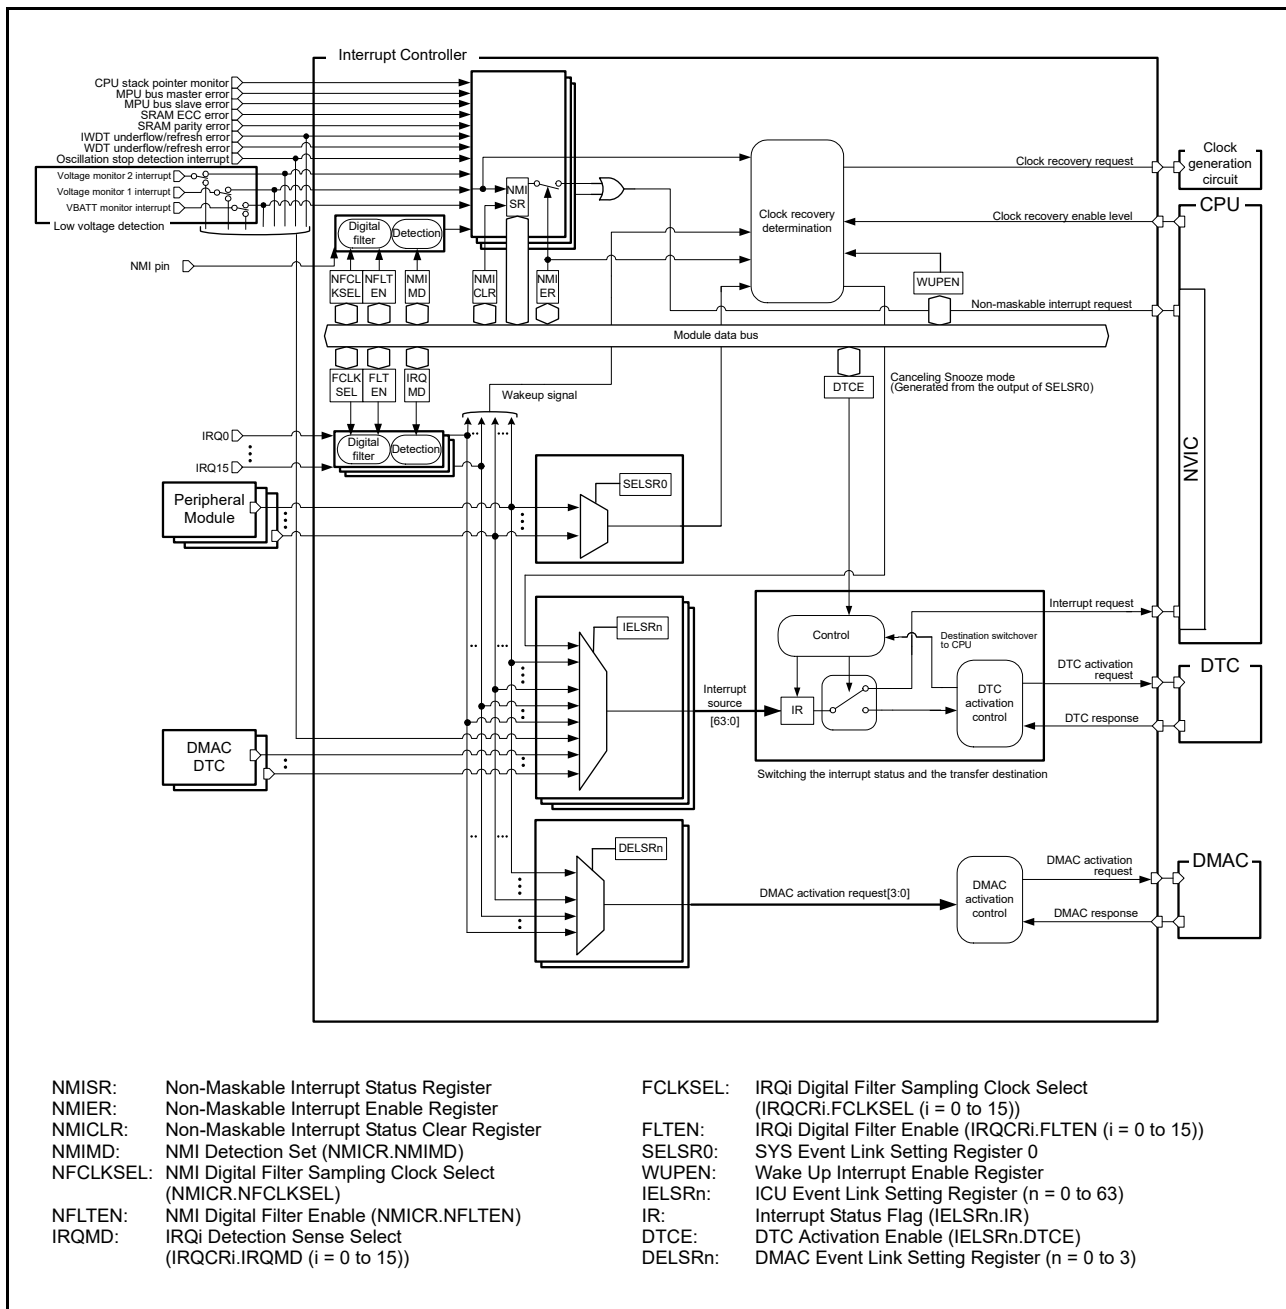 Interrupt Controller
CPU stack pointer monitor
MPU bus master error
MPU bus slave error
SRAM ECC error
SRAM parity error
IWDT underflow/refresh error
WDT underflow/refresh error
Oscillation stop detection interrupt
Voltage monitor 2 interrupt
Voltage monitor 1 interrupt
VBATT monitor interrupt
Low voltage detection
NMI pin
Digital
filter
Detection
NFCL
KSEL
NFLT
EN
NMI
MD
NMI
SR
NMI
CLR
NMI
ER
Clock recovery
determination
WUPEN
Clock recovery request
Clock recovery enable level
Non-maskable interrupt request
Clock
generation
circuit
CPU
NVIC
Module data bus
FCLK
SEL
FLT
EN
IRQ
MD
Wakeup signal
DTCE
Canceling Snooze mode
(Generated from the output of SELSR0)
IRQ0
IRQ15
Digital
filter
Detection
Peripheral
Module
SELSR0
IELSRn
Control
Destination switchover
to CPU
Interrupt request
Interrupt
source
[63:0]
IR
DTC
activation
control
DTC activation
request
DTC response
DTC
DMAC
DTC
Switching the interrupt status and the transfer destination
DELSRn
DMAC activation request[3:0]
DMAC
activation
control
DMAC activation
request
DMAC response
DMAC
NMISR: Non-Maskable Interrupt Status Register
NMIER: Non-Maskable Interrupt Enable Register
NMICLR: Non-Maskable Interrupt Status Clear Register
NMIMD: NMI Detection Set (NMICR.NMIMD)
NFCLKSEL: NMI Digital Filter Sampling Clock Select
(NMICR.NFCLKSEL)
NFLTEN: NMI Digital Filter Enable (NMICR.NFLTEN)
IRQMD: IRQi Detection Sense Select
(IRQCRi.IRQMD (i = 0 to 15))
FCLKSEL: IRQi Digital Filter Sampling Clock Select
(IRQCRi.FCLKSEL (i = 0 to 15))
FLTEN: IRQi Digital Filter Enable (IRQCRi.FLTEN (i = 0 to 15))
SELSR0: SYS Event Link Setting Register 0
WUPEN: Wake Up Interrupt Enable Register
IELSRn: ICU Event Link Setting Register (n = 0 to 63)
IR: Interrupt Status Flag (IELSRn.IR)
DTCE: DTC Activation Enable (IELSRn.DTCE)
DELSRn: DMAC Event Link Setting Register (n = 0 to 3)